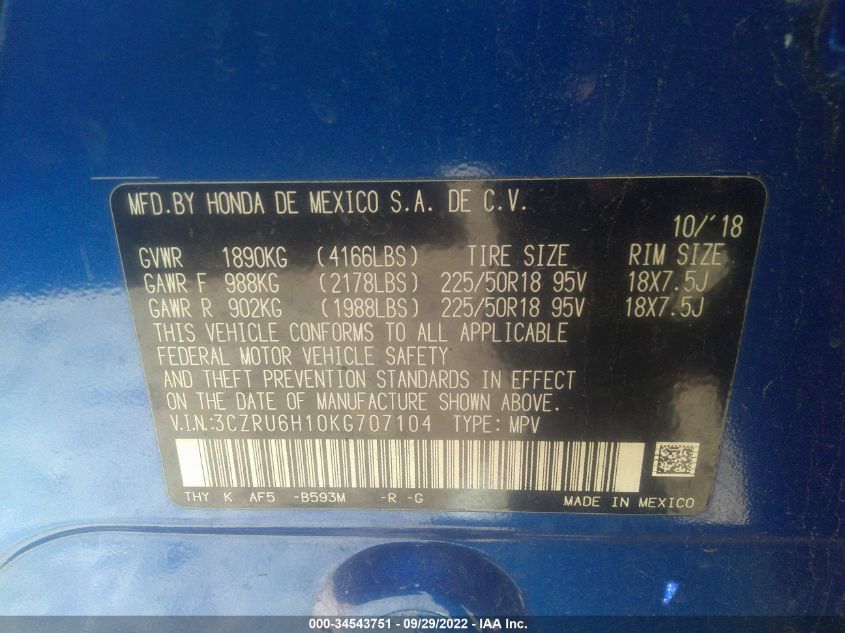 MFD.BY HONDA DE MEXICO S.A. DE C.V.
10/'18
GVWR 1890KG (4166LBS) TIRE SIZE RIM SIZE
GAWR F 988KG (2178LBS) 225/50R18 95V 18X7.5J
GAWR R 902KG (1988LBS) 225/50R18 95V 18X7.5J
THIS VEHICLE CONFORMS TO ALL APPLICABLE
FEDERAL MOTOR VEHICLE SAFETY
AND THEFT PREVENTION STANDARDS IN EFFECT
ON THE DATE OF MANUFACTURE SHOWN ABOVE.
V.I.N:3CZRU6H10KG707104 TYPE: MPV
THY K AF5 -B593M -R -G MADE IN MEXICO
000-34543751 - 09/29/2022 - IAA Inc.